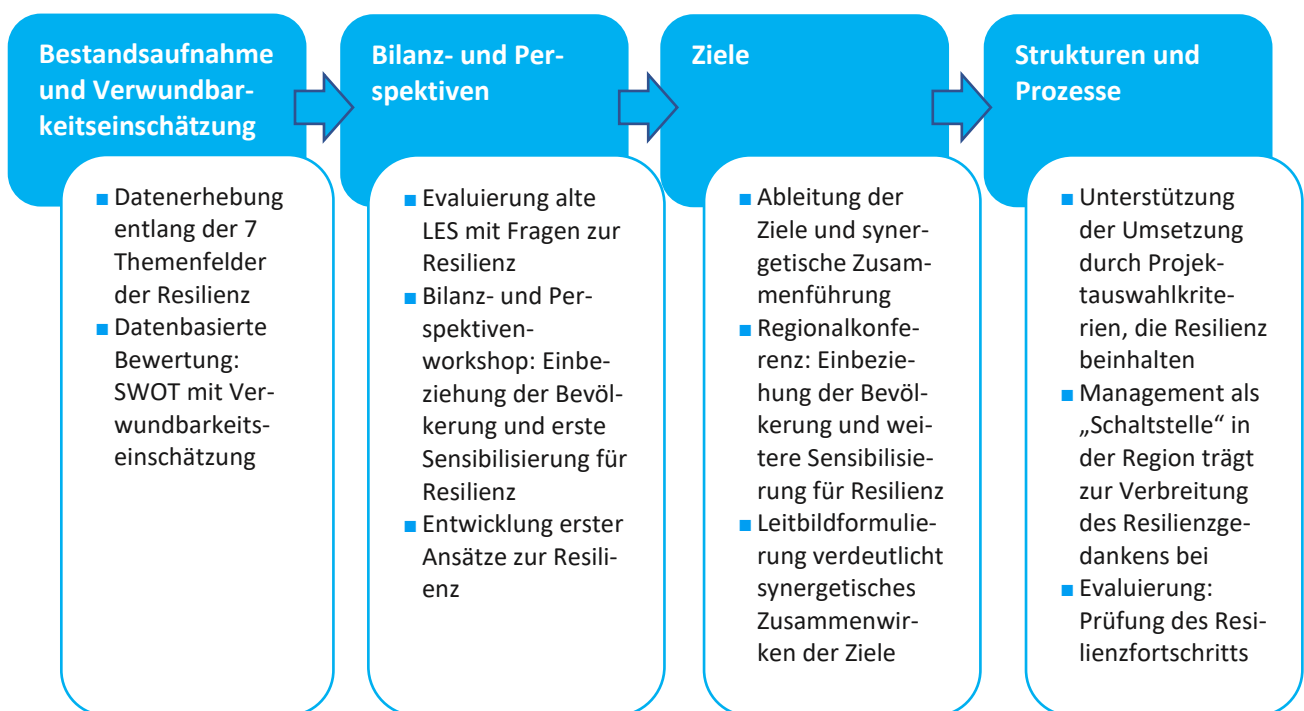 Bestandsaufnahme
und Verwundbar-
keitseinschätzung
■ Datenerhebung
entlang der 7
Themenfelder
der Resilienz
■ Datenbasierte
Bewertung:
SWOT mit Ver-
wundbarkeits-
einschätzung
Bilanz- und Per-
spektiven
■ Evaluierung alte
LES mit Fragen zur
Resilienz
■ Bilanz- und Per-
spektiven-
workshop: Einbe-
ziehung der Bevöl-
kerung und erste
Sensibilisierung für
Resilienz
■ Entwicklung erster
Ansätze zur Resili-
enz
Ziele
■ Ableitung der
Ziele und syner-
getische Zusam-
menführung
■ Regionalkonfe-
renz: Einbezie-
hung der Bevöl-
kerung und wei-
tere Sensibilisie-
rung für Resilienz
■ Leitbildformulie-
rung verdeutlicht
synergetisches
Zusammenwir-
ken der Ziele
Strukturen und
Prozesse
■ Unterstützung
der Umsetzung
durch Projek-
tauswahlkrite-
rien, die Resilienz
beinhalten
■ Management als
„Schaltstelle“ in
der Region trägt
zur Verbreitung
des Resilienzge-
dankens bei
■ Evaluierung:
Prüfung des Resi-
lienzfortschritts